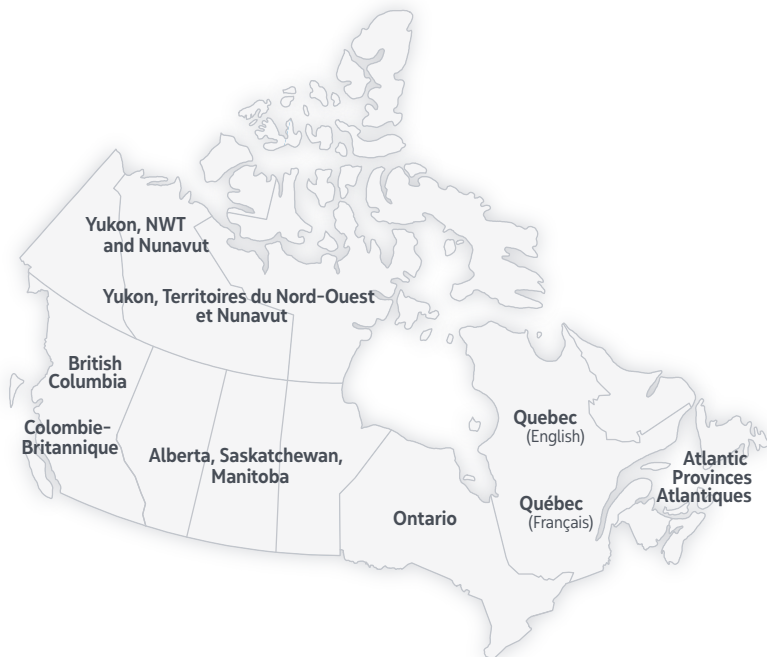 Yukon, NWT
and Nunavut
Yukon, Territoires du Nord-Ouest
et Nunavut
British
Columbia
Colombie-
Britannique
Alberta, Saskatchewan,
Manitoba
Ontario
Quebec
(English)
Québec
(Français)
Atlantic
Provinces
Atlantiques